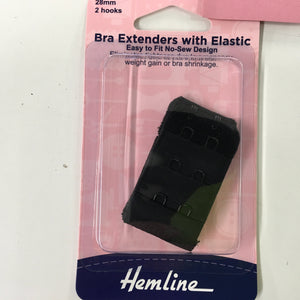 28mm
2 hooks
Bra Extenders with Elastic
Easy to Fit No-Sew Design
weight gain or bra shrinkage.
Hemline